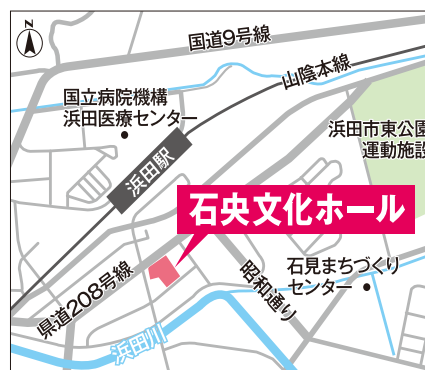 N
国道9号線
山陰本線
国立病院機構
浜田医療センター
浜田市東公園
運動施設
浜田駅
石央文化ホール
県道208号線
昭和通り
石見まちづくり
センター
浜田川